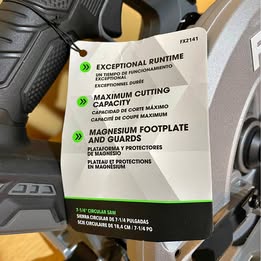 FX2141
EXCEPTIONAL RUNTIME
UN TIEMPO DE FUNCIONAMIENTO
EXCEPCIONAL
EXCEPTIONNEL DURÉE
MAXIMUM CUTTING
CAPACITY
CAPACIDAD DE CORTE MÁXIMO
CAPACITÉ DE COUPE MAXIMUM
MAGNESIUM FOOTPLATE
AND GUARDS
PLATAFORMA Y PROTECTORES
DE MAGNESIO
PLATEAU ET PROTECTIONS
EN MAGNÉSIUM
7-1/4" CIRCULAR SAW
SIERRA CIRCULAR DE 7-1/4 PULGADAS
SCIE CIRCULAIRE DE 18,4 CM / 7-1/4 PO